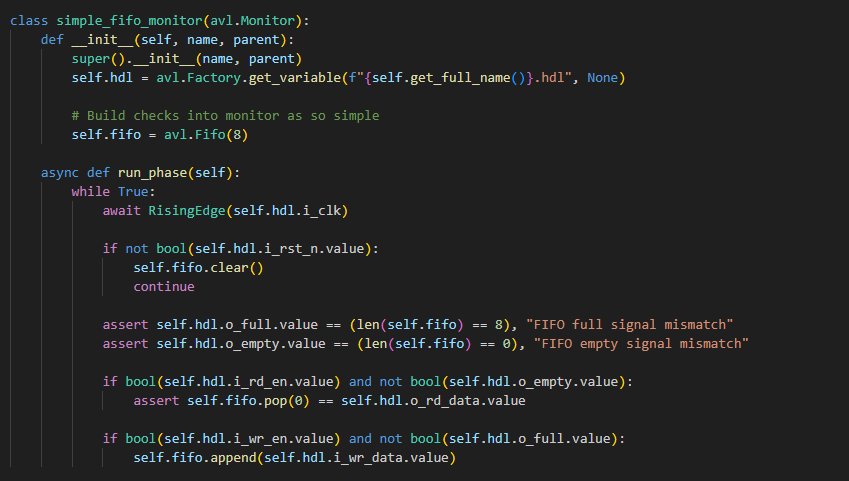 class simple_fifo_monitor(avl.Monitor):
    def __init__(self, name, parent):
        super().__init__(name, parent)
        self.hdl = avl.Factory.get_variable(f"{self.get_full_name()}.hdl", None)

        # Build checks into monitor as so simple
        self.fifo = avl.Fifo(8)

    async def run_phase(self):
        while True:
            await RisingEdge(self.hdl.i_clk)

            if not bool(self.hdl.i_rst_n.value):
                self.fifo.clear()
                continue

            assert self.hdl.o_full.value == (len(self.fifo) == 8), "FIFO full signal mismatch"
            assert self.hdl.o_empty.value == (len(self.fifo) == 0), "FIFO empty signal mismatch"

            if bool(self.hdl.i_rd_en.value) and not bool(self.hdl.o_empty.value):
                assert self.fifo.pop(0) == self.hdl.o_rd_data.value

            if bool(self.hdl.i_wr_en.value) and not bool(self.hdl.o_full.value):
                self.fifo.append(self.hdl.i_wr_data.value)